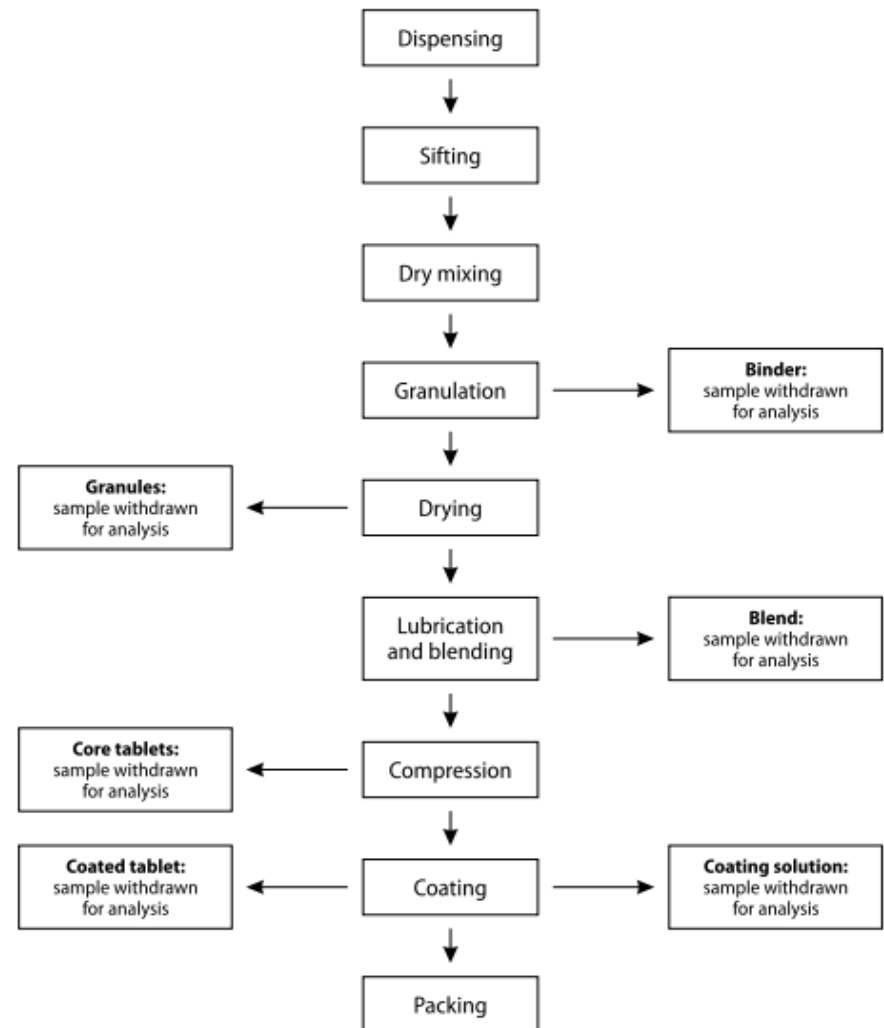 Dispensing
Sifting
Dry mixing
Granulation
Binder:
sample withdrawn
for analysis
Granules:
sample withdrawn
for analysis
Drying
Lubrication
and blending
Blend:
sample withdrawn
for analysis
Core tablets:
sample withdrawn
for analysis
Compression
Coated tablet:
sample withdrawn
for analysis
Coating
Coating solution:
sample withdrawn
for analysis
Packing